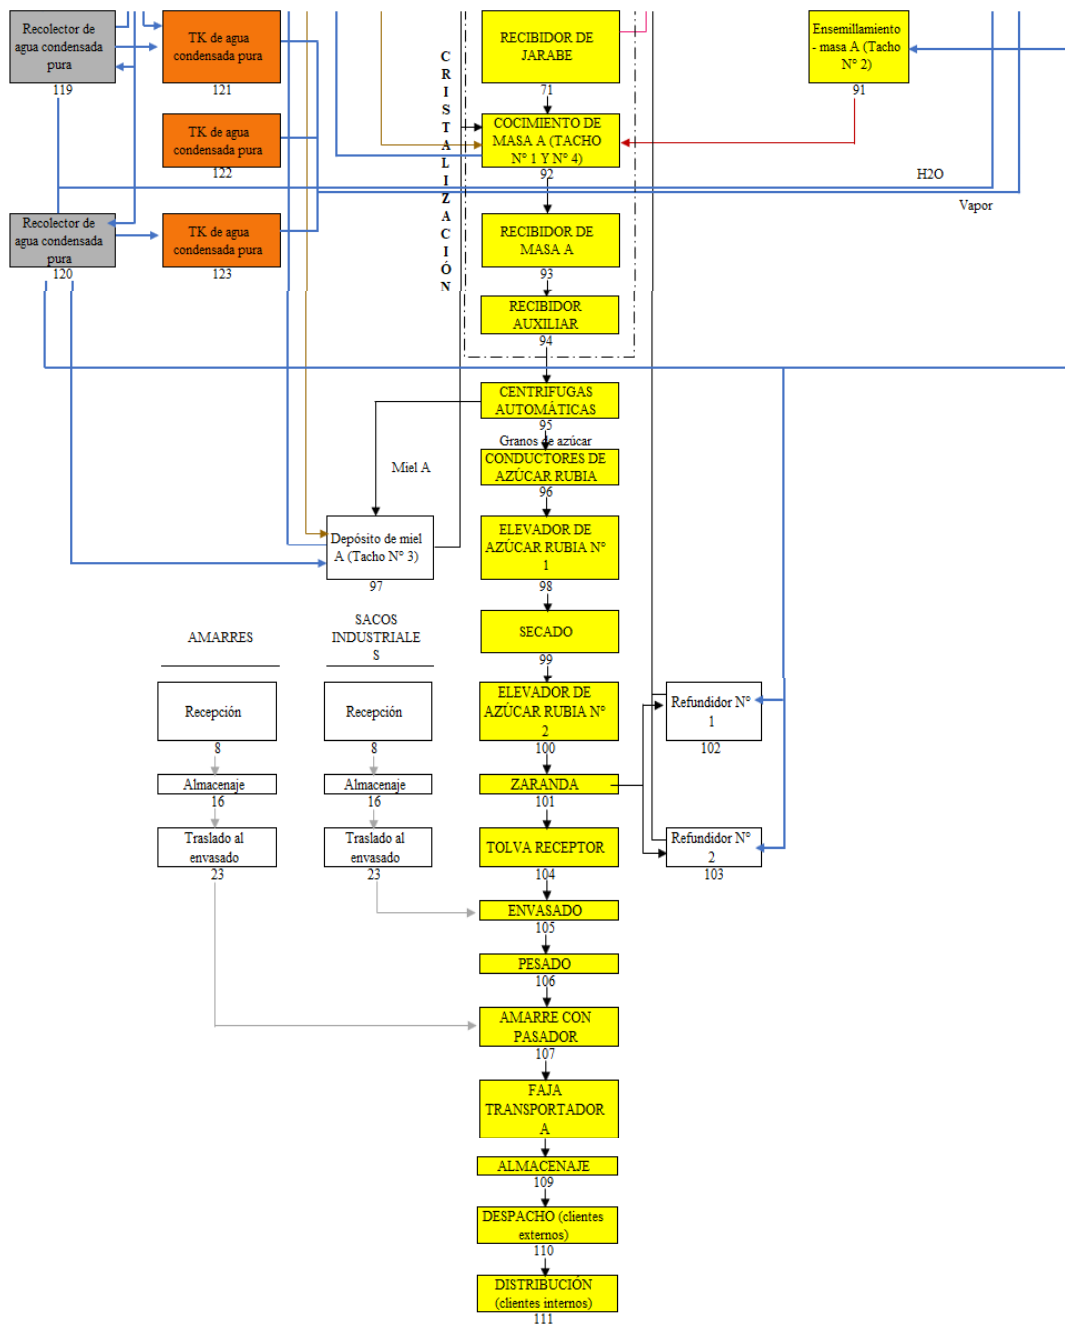 Recolector de
agua condensada
pura
119
TK de agua
condensada pura
121
C
R
I
S
T
A
L
I
Z
A
C
I
Ó
N
RECIBIDOR DE
JARABE
71
Ensemillamiento
- masa A (Tacho
N° 2)
91
TK de agua
condensada pura
122
COCIMIENTO DE
MASA A (TACHO
N° 1 Y N° 4)
92
H2O
Vapor
Recolector de
agua condensada
pura
120
TK de agua
condensada pura
123
RECIBIDOR DE
MASA A
93
RECIBIDOR
AUXILIAR
94
CENTRIFUGAS
AUTOMÁTICAS
95
Granos de azúcar
Miel A
CONDUCTORES DE
AZÚCAR RUBIA
96
Depósito de miel
A (Tacho N° 3)
97
ELEVADOR DE
AZÚCAR RUBIA N°
1
98
AMARRES
SACOS
INDUSTRIALE
S
SECADO
99
Recepción
8
Recepción
8
ELEVADOR DE
AZÚCAR RUBIA N°
2
100
Refundidor N°
1
102
Almacenaje
16
Almacenaje
16
ZARANDA
101
Traslado al
envasado
23
Traslado al
envasado
23
TOLVA RECEPTOR
104
Refundidor N°
2
103
ENVASADO
105
PESADO
106
AMARRE CON
PASADOR
107
FAJA
TRANSPORTADOR
A
ALMACENAJE
109
DESPACHO (clientes
externos)
110
DISTRIBUCIÓN
(clientes internos)
111